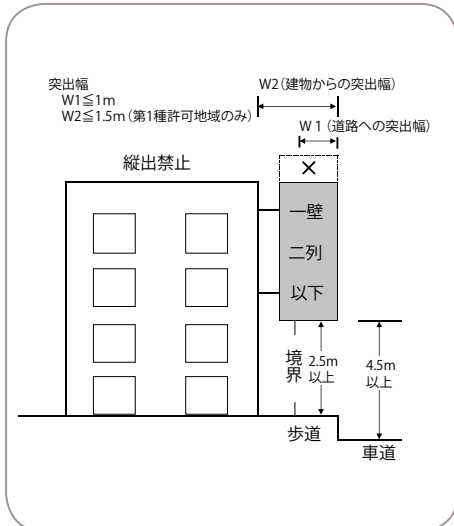 突出幅
W1≦1m
W2≦1.5m（第1種許可地域のみ）
W2（建物からの突出幅）
W 1（道路への突出幅）
縦出禁止
一壁
二列
以下
境界
2.5m
以上
4.5m
以上
歩道
車道